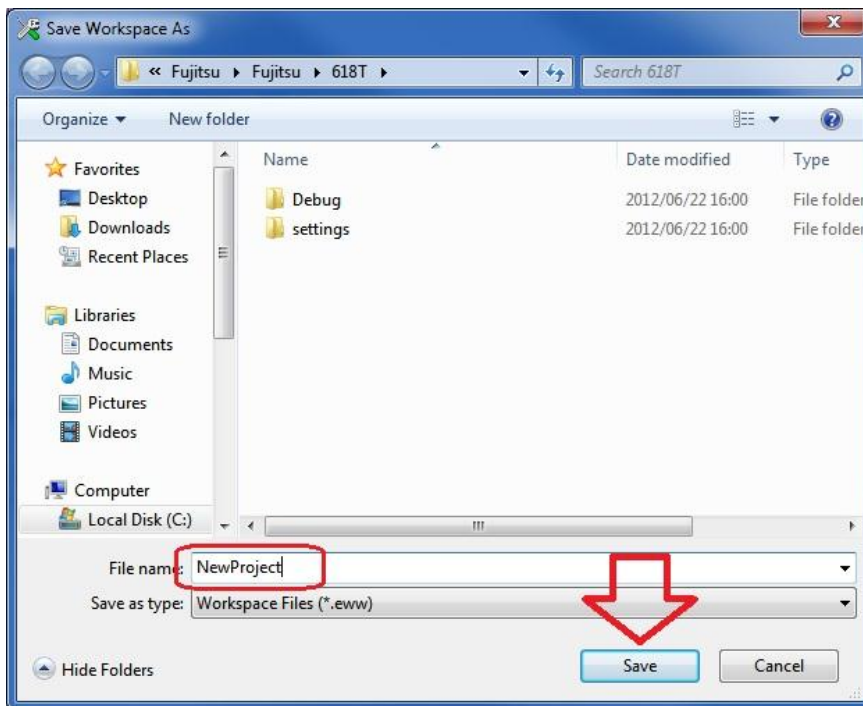 Save Workspace As
« Fujitsu ▸ Fujitsu ▸ 618T ▸
Search 618T
Organize ▾ New folder
Favorites
Desktop
Downloads
Recent Places
Libraries
Documents
Music
Pictures
Videos
Computer
Local Disk (C:)
Name Date modified Type
Debug 2012/06/22 16:00 File folder
settings 2012/06/22 16:00 File folder
File name: NewProject
Save as type: Workspace Files (*.eww)
Hide Folders
Save Cancel